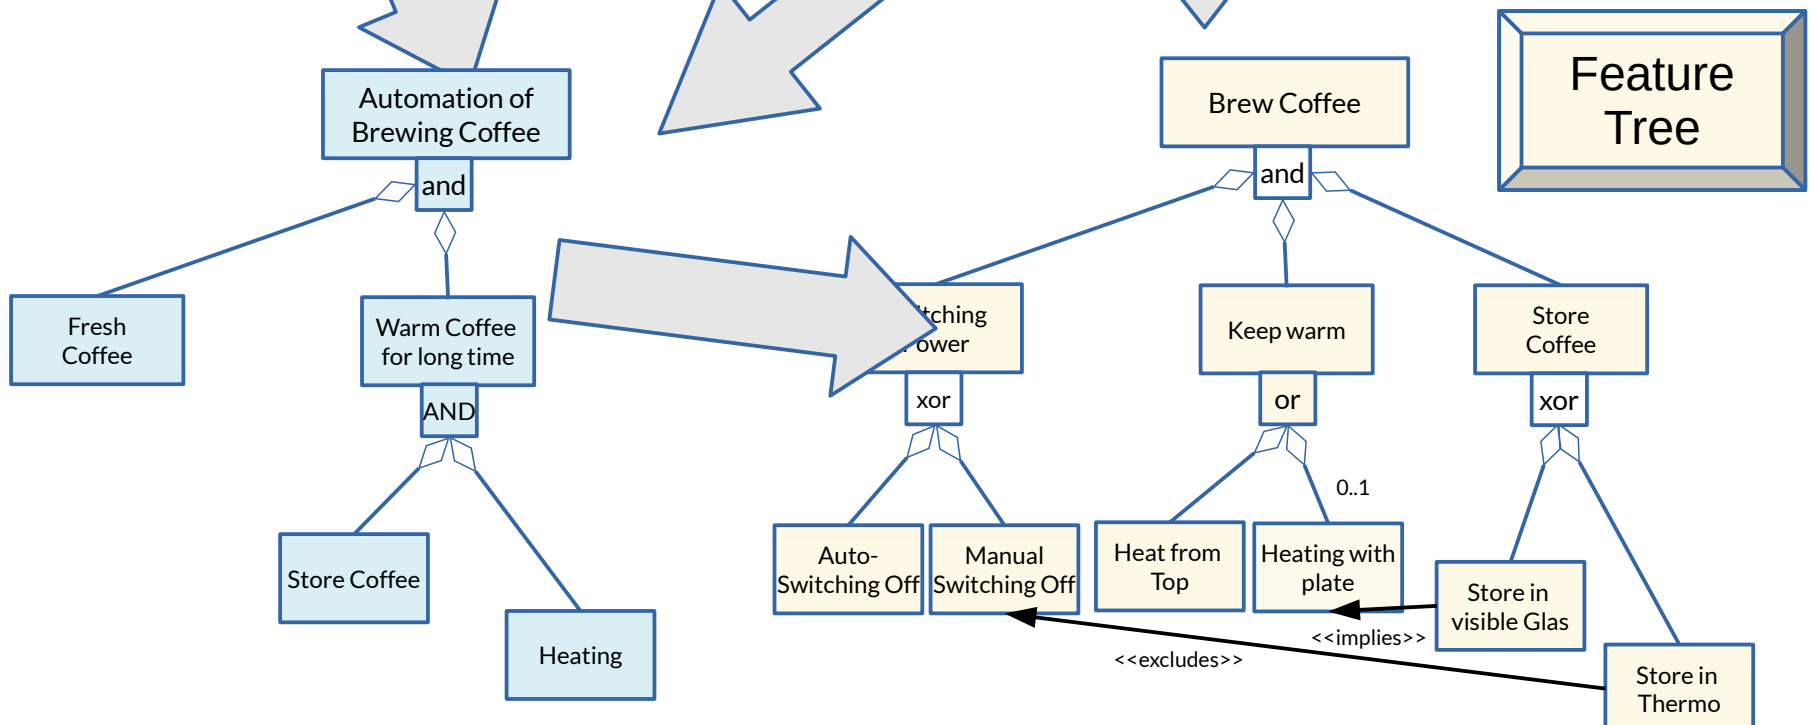 Feature
Tree
Automation of
Brewing Coffee
and
Fresh
Coffee
Warm Coffee
for long time
AND
Store Coffee
Heating
Brew Coffee
and
Power
xor
Auto-
Switching Off
Manual
Switching Off
Keep warm
or
0..1
Heat from
Top
Heating with
plate
Store
Coffee
xor
Store in
visible Glas
Store in
Thermo
<<implies>>
<<excludes>>